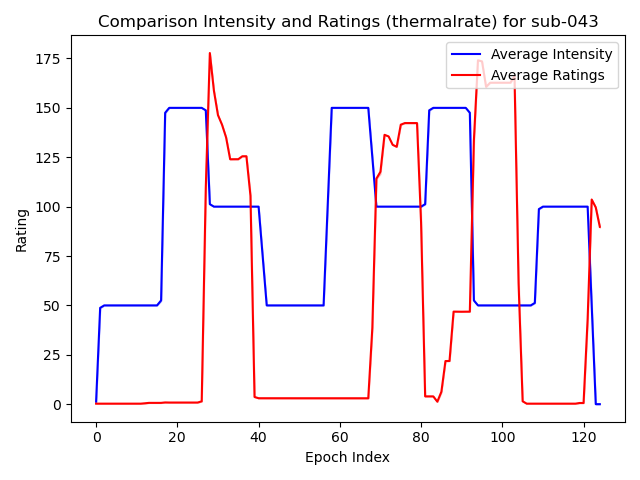 Comparison Intensity and Ratings (thermalrate) for sub-043
Average Intensity
Average Ratings
Rating
175
150
125
100
75
50
25
0
0 20 40 60 80 100 120
Epoch Index